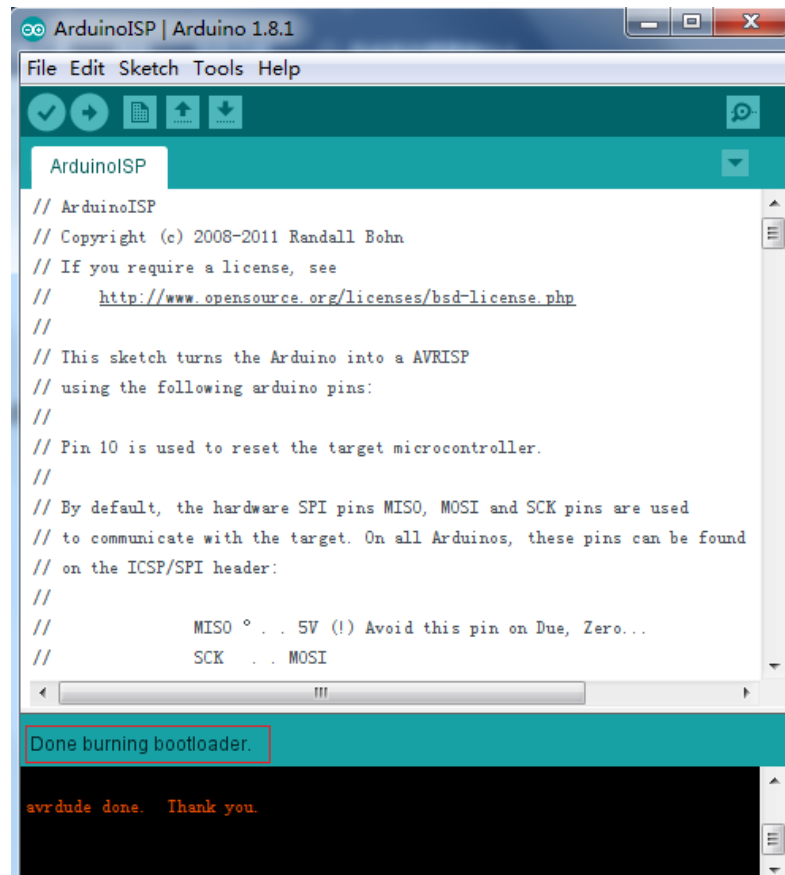 ArduinoISP | Arduino 1.8.1
File Edit Sketch Tools Help
ArduinoISP
// ArduinoISP
// Copyright (c) 2008-2011 Randall Bohn
// If you require a license, see
//     http://www.opensource.org/licenses/bsd-license.php
//
// This sketch turns the Arduino into a AVRISP
// using the following arduino pins:
//
// Pin 10 is used to reset the target microcontroller.
//
// By default, the hardware SPI pins MISO, MOSI and SCK pins are used
// to communicate with the target. On all Arduinos, these pins can be found
// on the ICSP/SPI header:
//
//               MISO °. . 5V (!) Avoid this pin on Due, Zero...
//               SCK   . . MOSI
Done burning bootloader.
avrdude done.  Thank you.